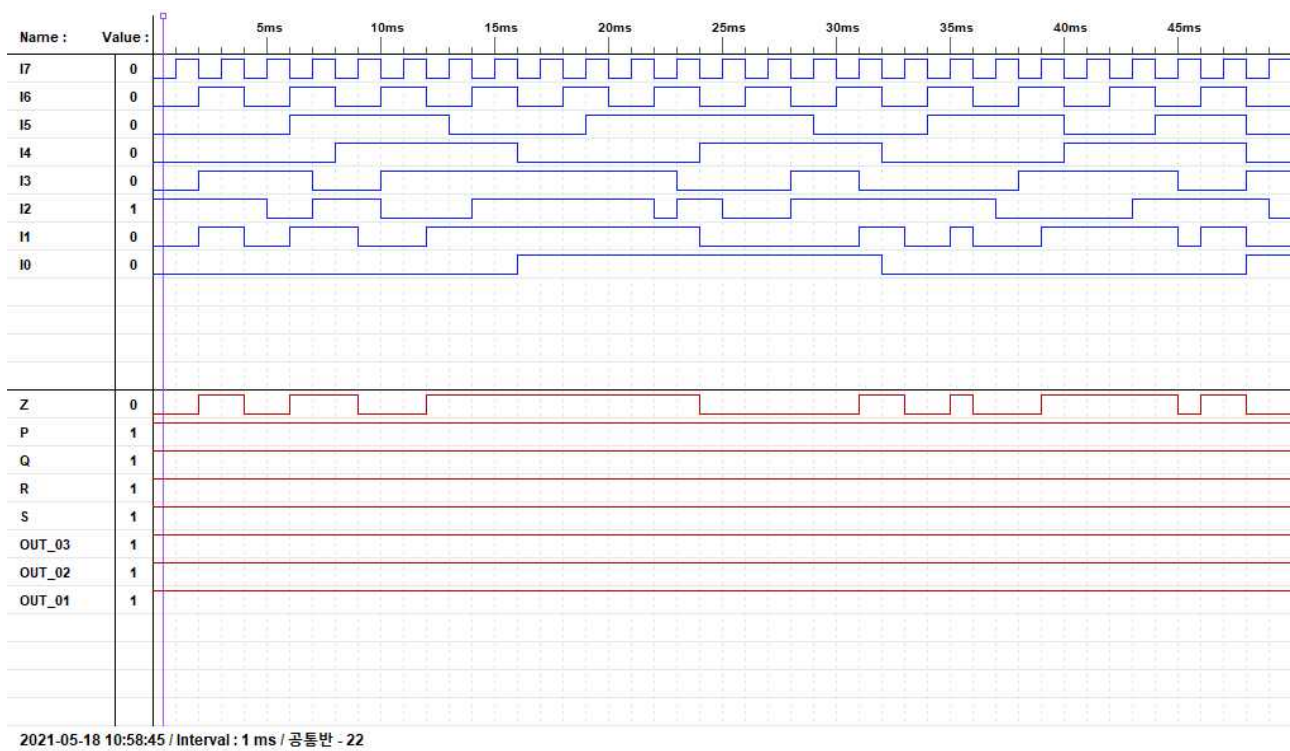 5ms 10ms 15ms 20ms 25ms 30ms 35ms 40ms 45ms
Name : Value :
I7 0
I6 0
I5 0
I4 0
I3 0
I2 1
I1 0
I0 0
Z 0
P 1
Q 1
R 1
S 1
OUT_03 1
OUT_02 1
OUT_01 1
2021-05-18 10:58:45 / Interval : 1 ms / 공통반 - 22